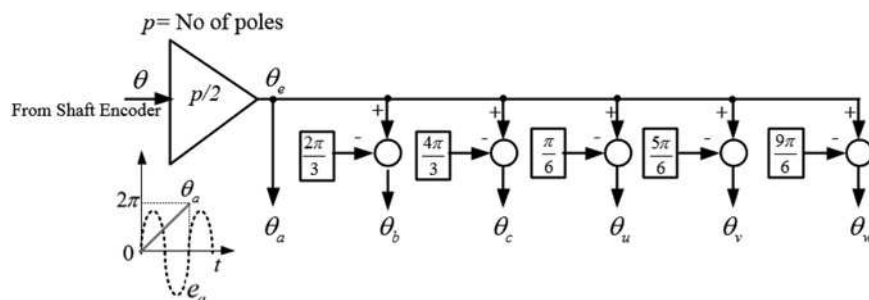 p= No of poles
θ
p/2
θe
From Shaft Encoder
+ + + + +
2π/3 - 4π/3 - π/6 - 5π/6 - 9π/6 -
2π
θa
0
t
ea
θa θb θc θu θv θw